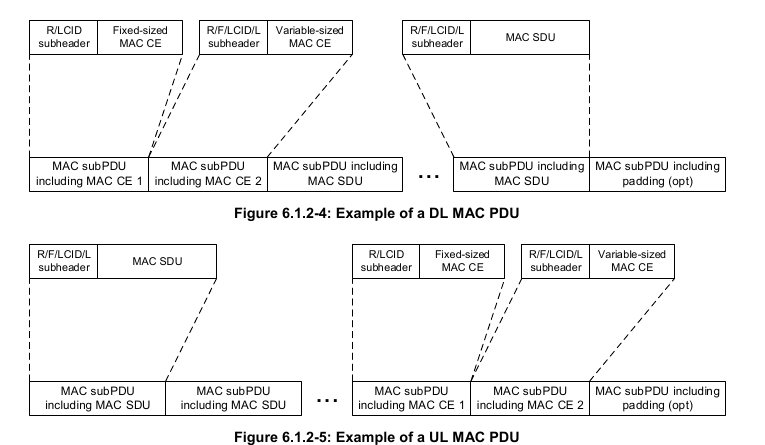 R/LCID
subheader
Fixed-sized
MAC CE
R/F/LCID/L
subheader
Variable-sized
MAC CE
R/F/LCID/L
subheader
MAC SDU
MAC subPDU
including MAC CE 1
MAC subPDU
including MAC CE 2
MAC subPDU including
MAC SDU
...
MAC subPDU including
MAC SDU
MAC subPDU including
padding (opt)
Figure 6.1.2-4: Example of a DL MAC PDU
R/F/LCID/L
subheader
MAC SDU
R/LCID
subheader
Fixed-sized
MAC CE
R/F/LCID/L
subheader
Variable-sized
MAC CE
MAC subPDU
including MAC SDU
MAC subPDU
including MAC SDU
...
MAC subPDU
including MAC CE 1
MAC subPDU
including MAC CE 2
MAC subPDU including
padding (opt)
Figure 6.1.2-5: Example of a UL MAC PDU